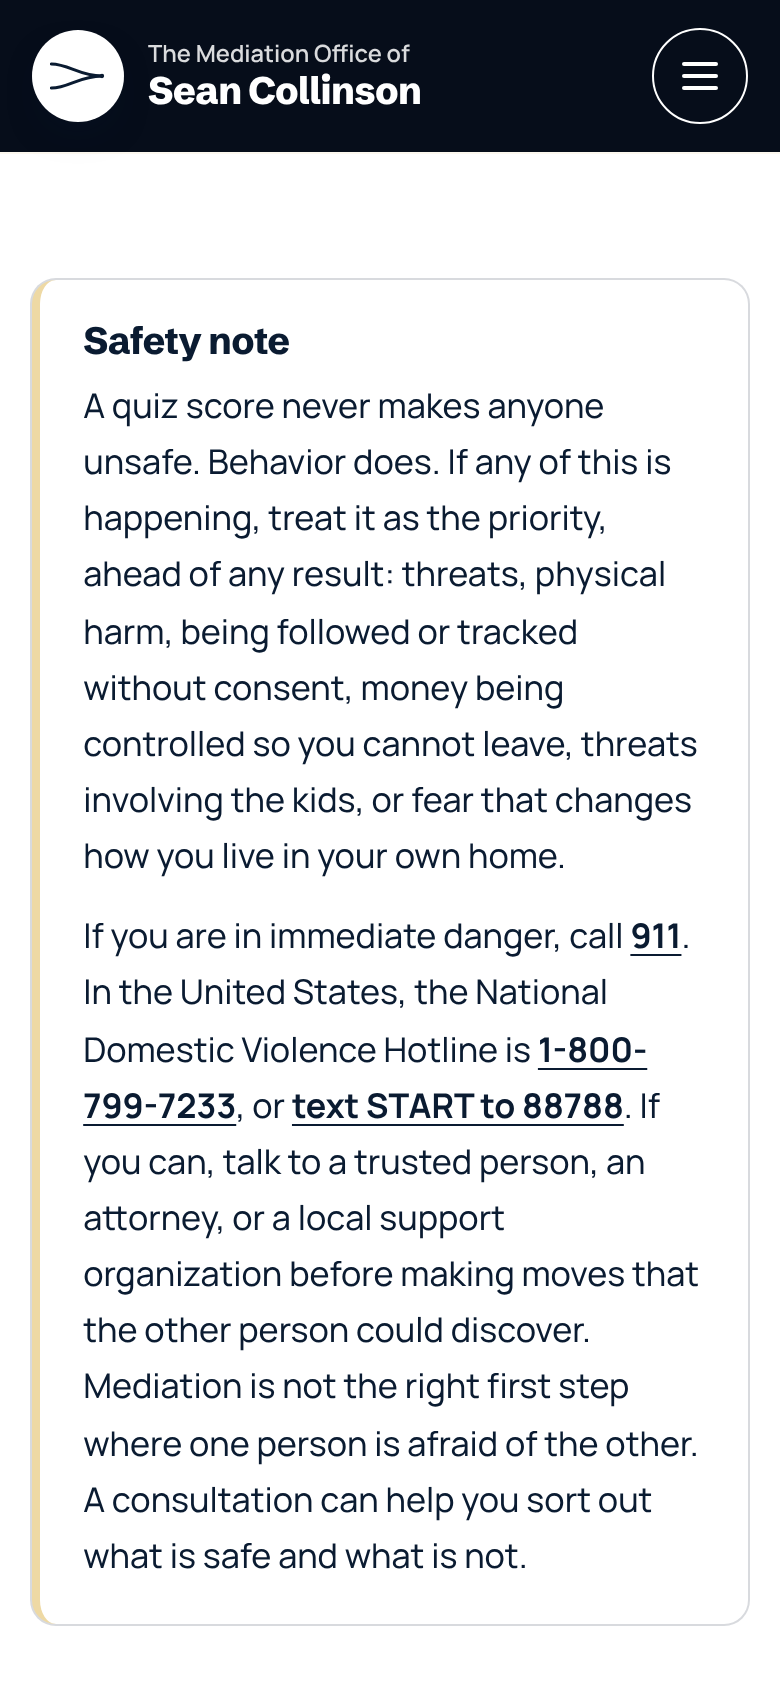 The Mediation Office of
Sean Collinson
Safety note
A quiz score never makes anyone
unsafe. Behavior does. If any of this is
happening, treat it as the priority,
ahead of any result: threats, physical
harm, being followed or tracked
without consent, money being
controlled so you cannot leave, threats
involving the kids, or fear that changes
how you live in your own home.
If you are in immediate danger, call 911.
In the United States, the National
Domestic Violence Hotline is 1-800-
799-7233, or text START to 88788. If
you can, talk to a trusted person, an
attorney, or a local support
organization before making moves that
the other person could discover.
Mediation is not the right first step
where one person is afraid of the other.
A consultation can help you sort out
what is safe and what is not.